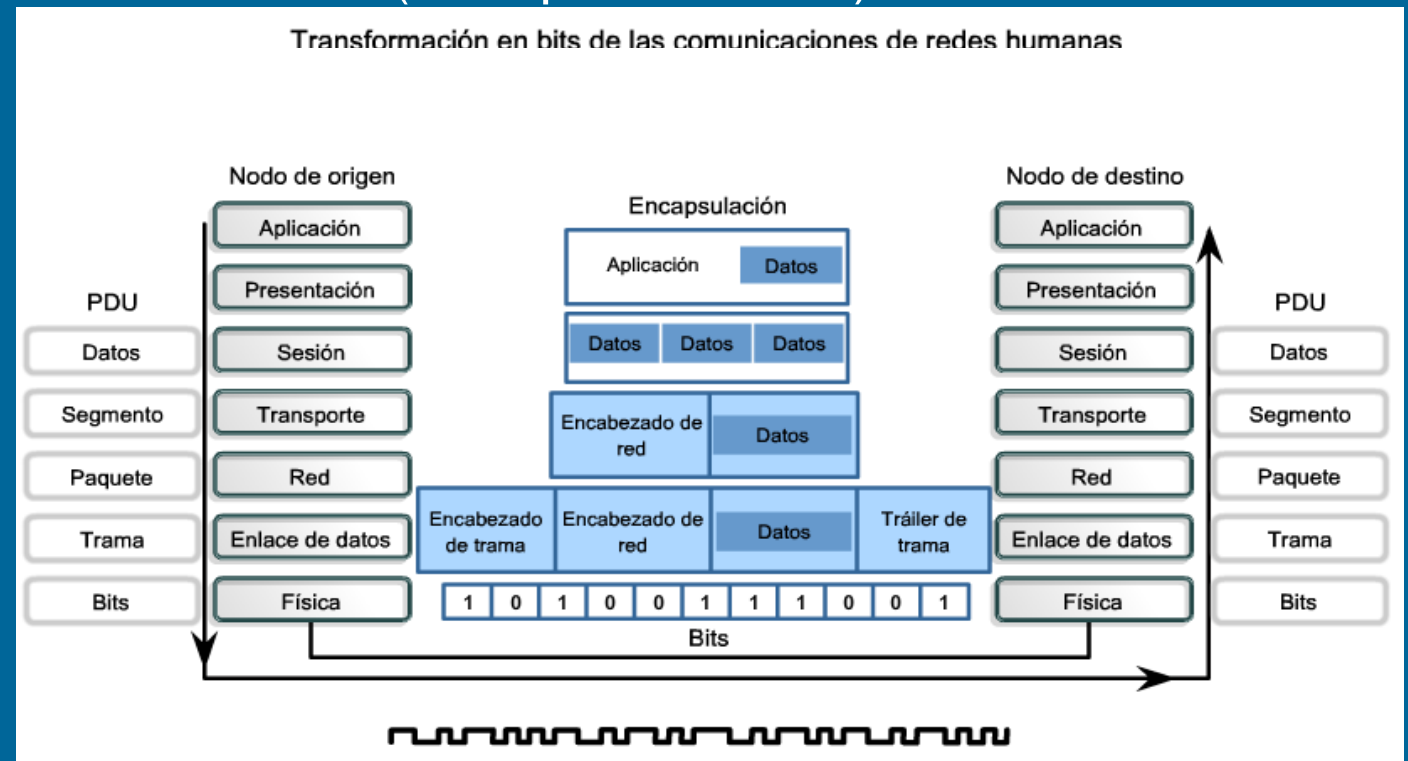 Transformación en bits de las comunicaciones de redes humanas
Nodo de origen
Nodo de destino
Encapsulación
Aplicación
Aplicación
Aplicación Datos
Presentación
Presentación
PDU
PDU
Datos
Sesión
Datos Datos Datos
Sesión
Datos
Segmento
Transporte
Encabezado de
red
Datos
Transporte
Segmento
Paquete
Red
Red
Paquete
Trama
Enlace de datos
Encabezado
de trama
Encabezado de
red
Datos
Tráiler de
trama
Enlace de datos
Trama
Bits
Física
1 0 1 0 0 1 1 1 0 0 1
Bits
Física
Bits